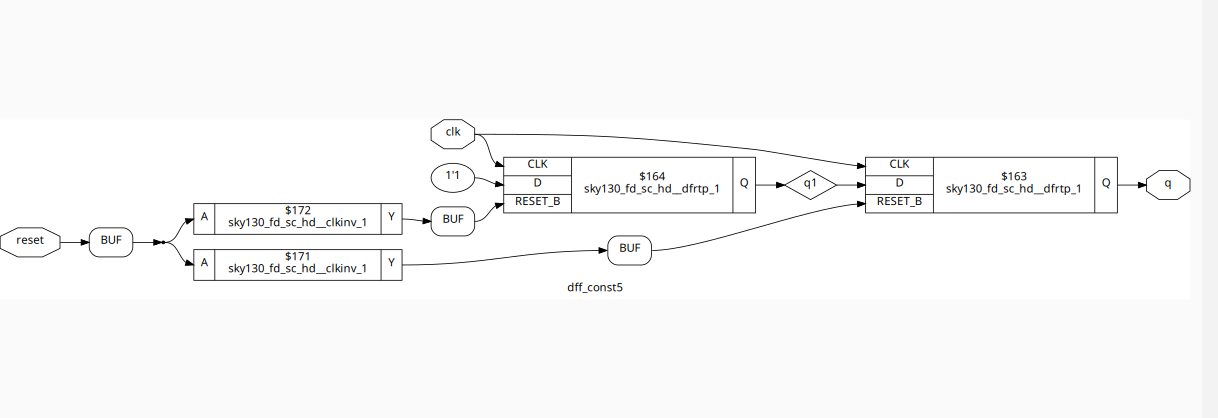 clk
CLK
D
RESET_B
$164
sky130_fd_sc_hd__dfrtp_1
Q
1'1
q1
CLK
D
RESET_B
$163
sky130_fd_sc_hd__dfrtp_1
Q
q
reset
BUF
A
$172
sky130_fd_sc_hd__clkinv_1
Y
BUF
A
$171
sky130_fd_sc_hd__clkinv_1
Y
BUF
dff_const5